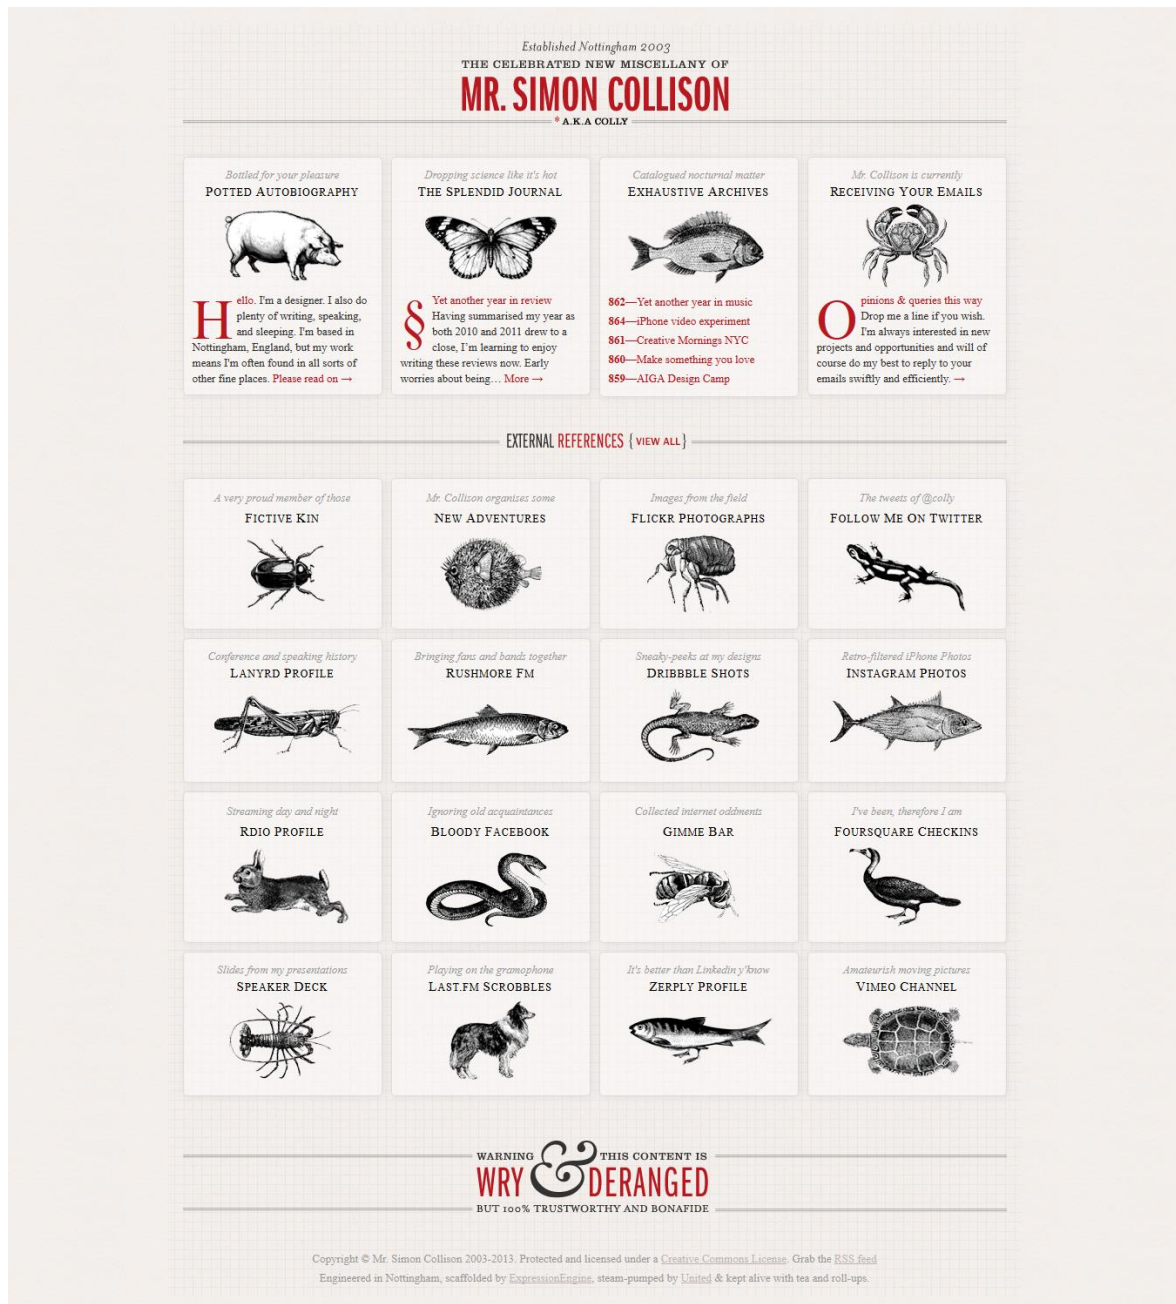 Established Nottingham 2003
THE CELEBRATED NEW MISCELLANY OF
MR. SIMON COLLISON
* A.K.A COLLY
Bottled for your pleasure
POTTED AUTOBIOGRAPHY
Hello. I'm a designer. I also do
plenty of writing, speaking,
and sleeping. I'm based in
Nottingham, England, but my work
means I'm often found in all sorts of
other fine places. Please read on →
Dropping science like it's hot
THE SPLENDID JOURNAL
§ Yet another year in review
Having summarised my year as
both 2010 and 2011 drew to a
close, I'm learning to enjoy
writing these reviews now. Early
worries about being… More →
Catalogued nocturnal matter
EXHAUSTIVE ARCHIVES
862—Yet another year in music
864—iPhone video experiment
861—Creative Mornings NYC
860—Make something you love
859—AIGA Design Camp
Mr. Collison is currently
RECEIVING YOUR EMAILS
Opinions & queries this way
Drop me a line if you wish.
I'm always interested in new
projects and opportunities and will of
course do my best to reply to your
emails swiftly and efficiently. →
EXTERNAL REFERENCES { VIEW ALL }
A very proud member of those
FICTIVE KIN
Mr. Collison organises some
NEW ADVENTURES
Images from the field
FLICKR PHOTOGRAPHS
The tweets of @colly
FOLLOW ME ON TWITTER
Conference and speaking history
LANYRD PROFILE
Bringing fans and bands together
RUSHMORE FM
Sneaky-peeks at my designs
DRIBBBLE SHOTS
Retro-filtered iPhone Photos
INSTAGRAM PHOTOS
Streaming day and night
RDIO PROFILE
Ignoring old acquaintances
BLOODY FACEBOOK
Collected internet oddments
GIMME BAR
I've been, therefore I am
FOURSQUARE CHECKINS
Slides from my presentations
SPEAKER DECK
Playing on the gramophone
LAST.FM SCROBBLES
It's better than Linkedin y'know
ZERPLY PROFILE
Amateurish moving pictures
VIMEO CHANNEL
WARNING & THIS CONTENT IS
WRY DERANGED
BUT 100% TRUSTWORTHY AND BONAFIDE
Copyright © Mr. Simon Collison 2003-2013. Protected and licensed under a Creative Commons License. Grab the RSS feed
Engineered in Nottingham, scaffolded by ExpressionEngine, steam-pumped by United & kept alive with tea and roll-ups.